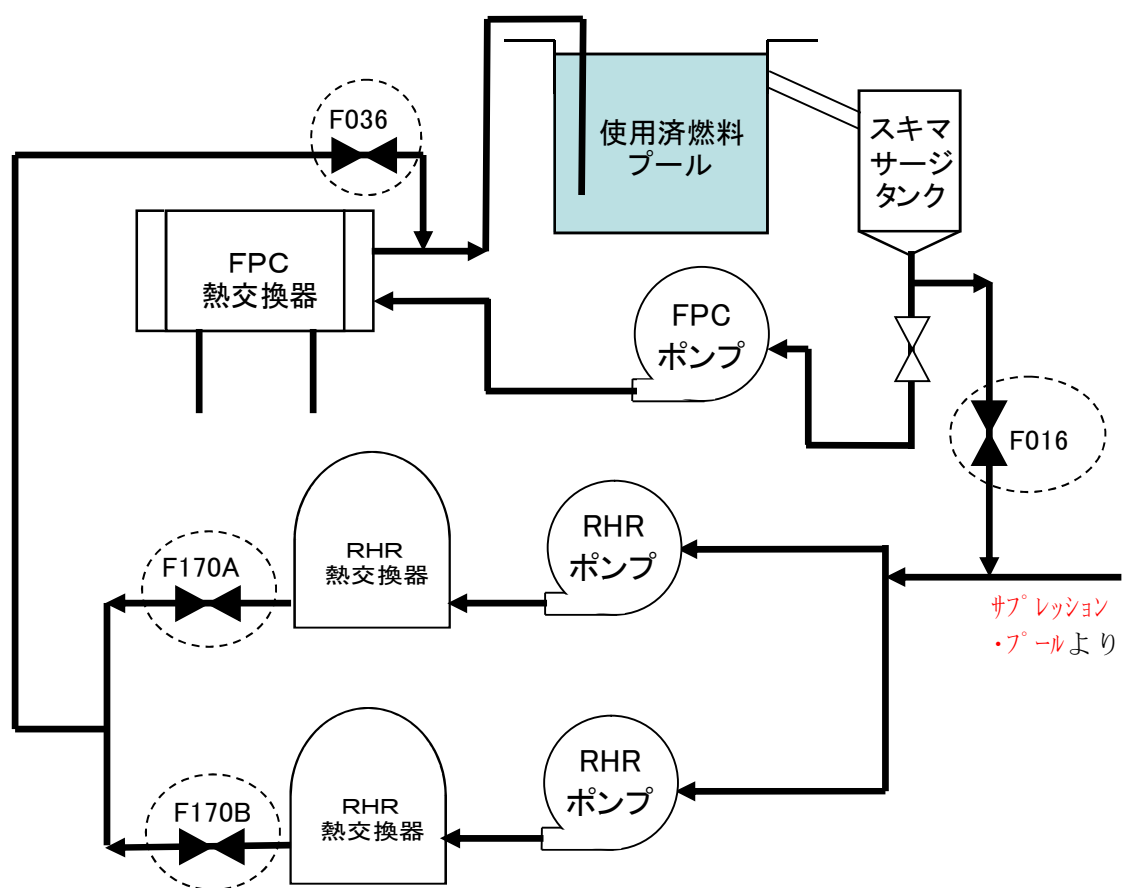 F036
使用済燃料
プール
スキマ
サージ
タンク
FPC
熱交換器
FPC
ポンプ
F016
RHR
ポンプ
RHR
熱交換器
F170A
ｻﾌﾟﾚｯｼｮﾝ
・ﾌﾟｰﾙより
RHR
ポンプ
RHR
熱交換器
F170B